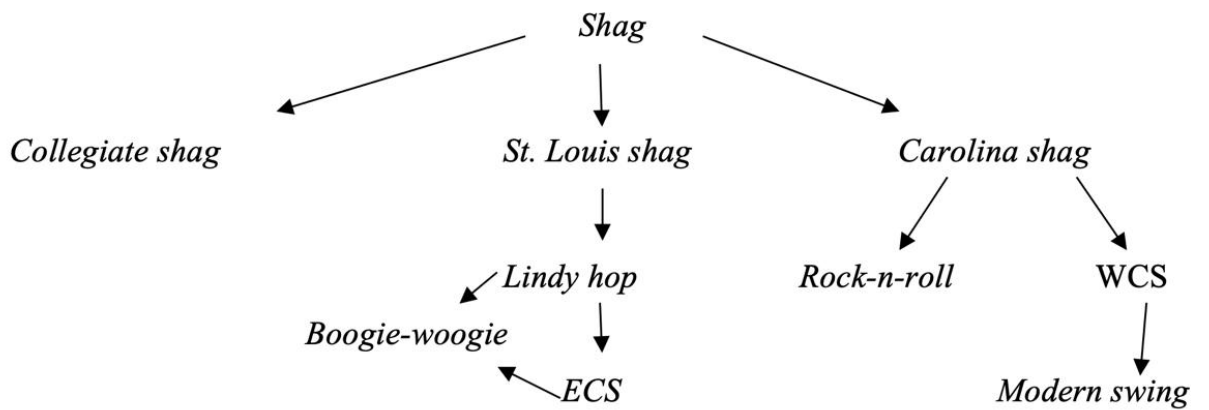 Shag
Collegiate shag
St. Louis shag
Carolina shag
Lindy hop
Rock-n-roll
WCS
Boogie-woogie
ECS
Modern swing